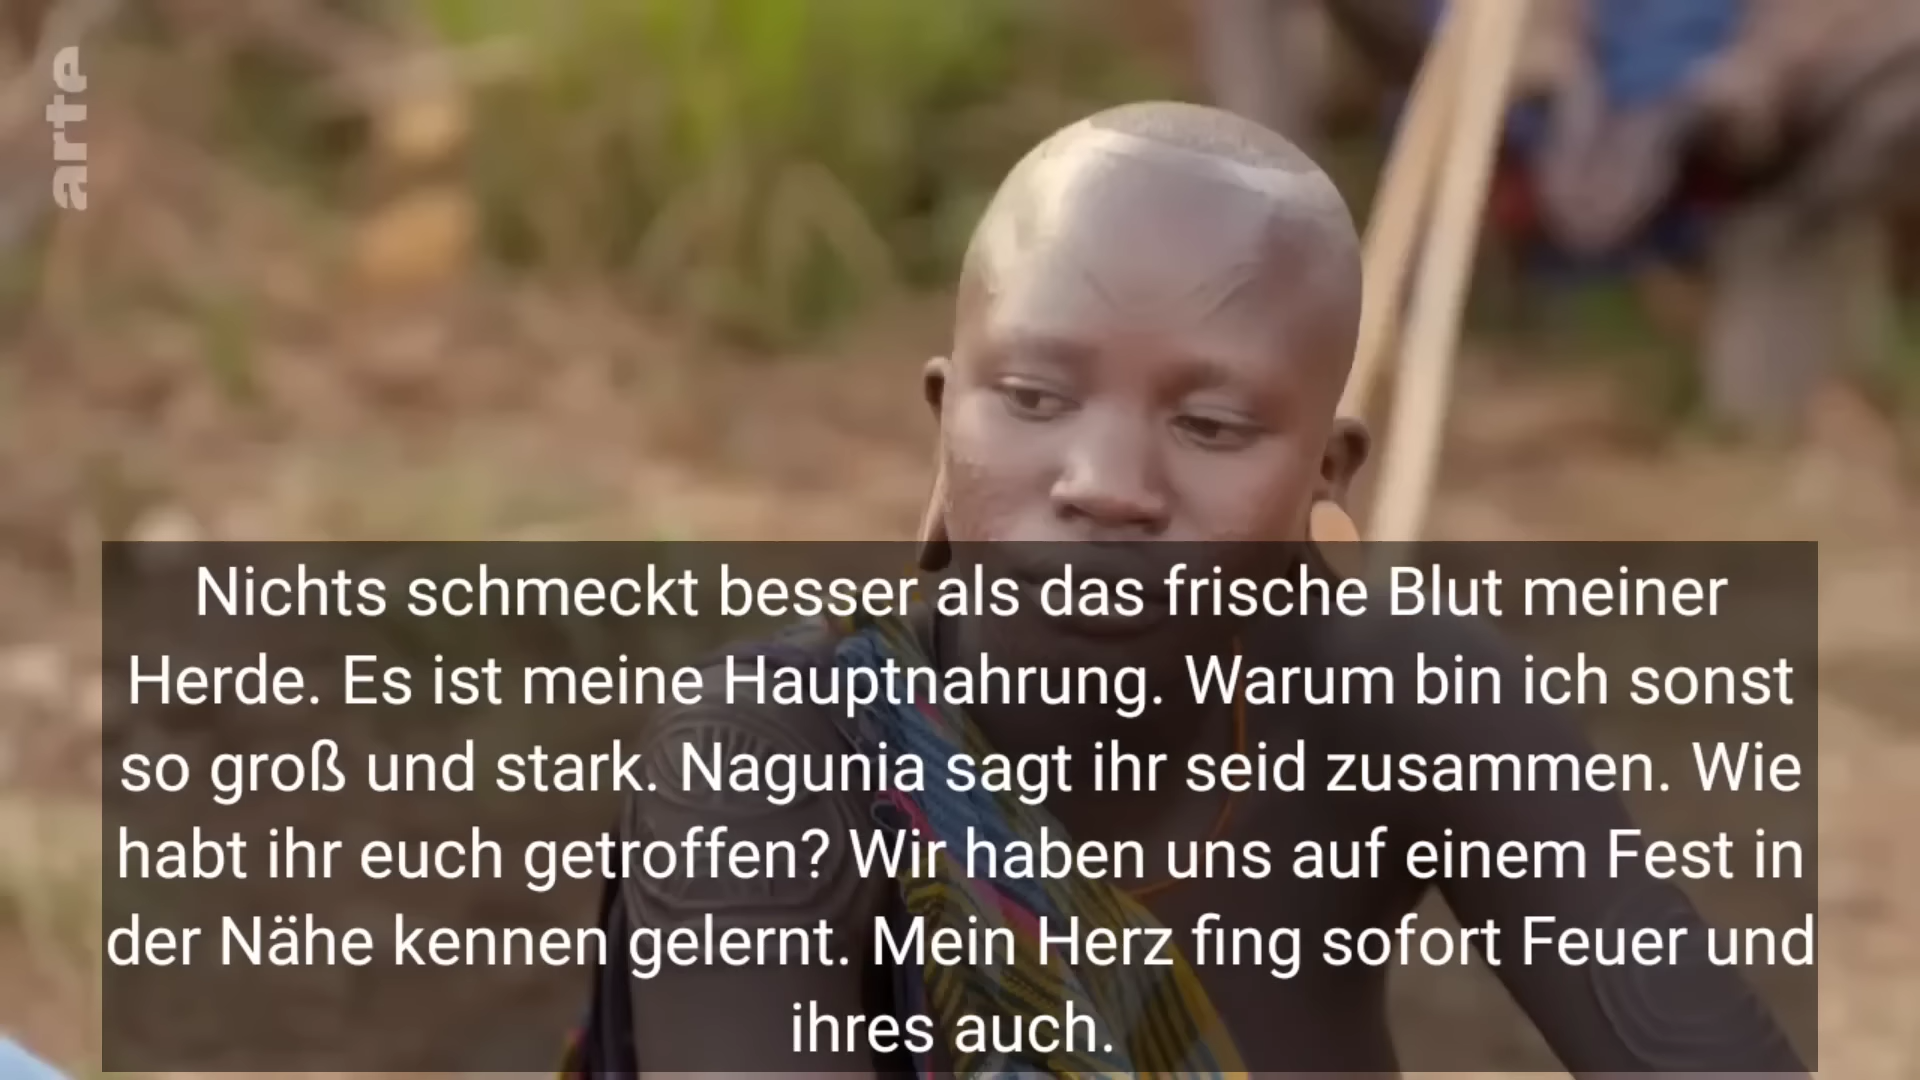 arte
Nichts schmeckt besser als das frische Blut meiner
Herde. Es ist meine Hauptnahrung. Warum bin ich sonst
so groß und stark. Nagunia sagt ihr seid zusammen. Wie
habt ihr euch getroffen? Wir haben uns auf einem Fest in
der Nähe kennen gelernt. Mein Herz fing sofort Feuer und
ihres auch.